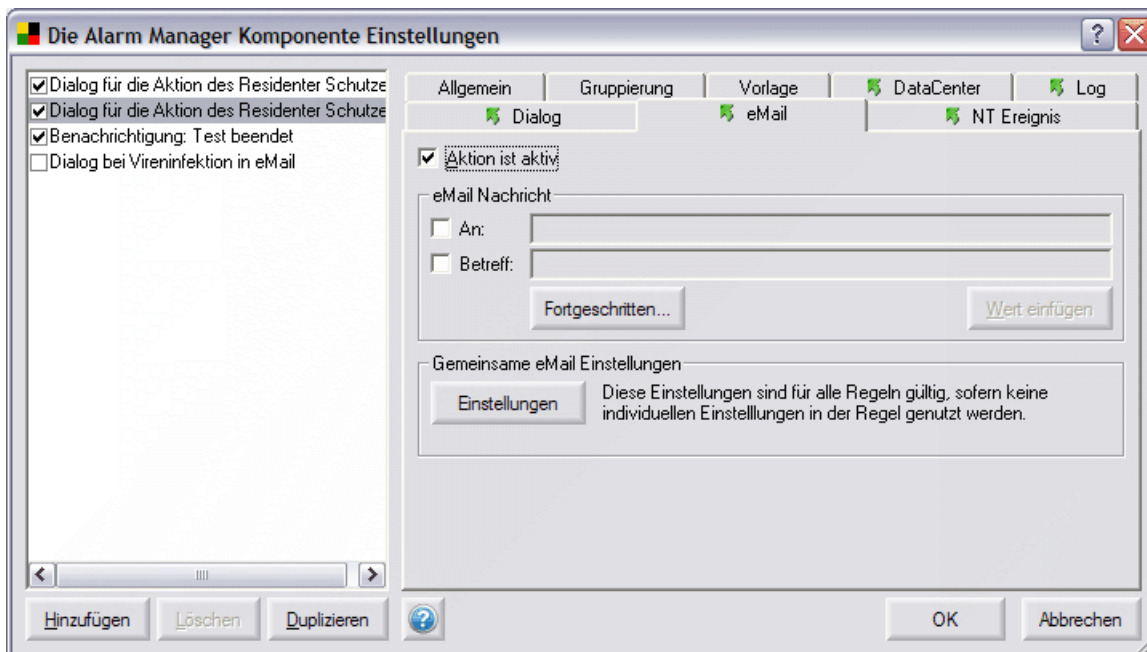 Die Alarm Manager Komponente Einstellungen
Dialog für die Aktion des Residenter Schutze
Dialog für die Aktion des Residenter Schutze
Benachrichtigung: Test beendet
Dialog bei Vireninfektion in eMail
Allgemein Gruppierung Vorlage DataCenter Log
Dialog eMail NT Ereignis
Aktion ist aktiv
eMail Nachricht
An:
Betreff:
Fortgeschritten... Wert einfügen
Gemeinsame eMail Einstellungen
Einstellungen
Diese Einstellungen sind für alle Regeln gültig, sofern keine
individuellen Einstelllungen in der Regel genutzt werden.
Hinzufügen Löschen Duplizieren OK Abbrechen